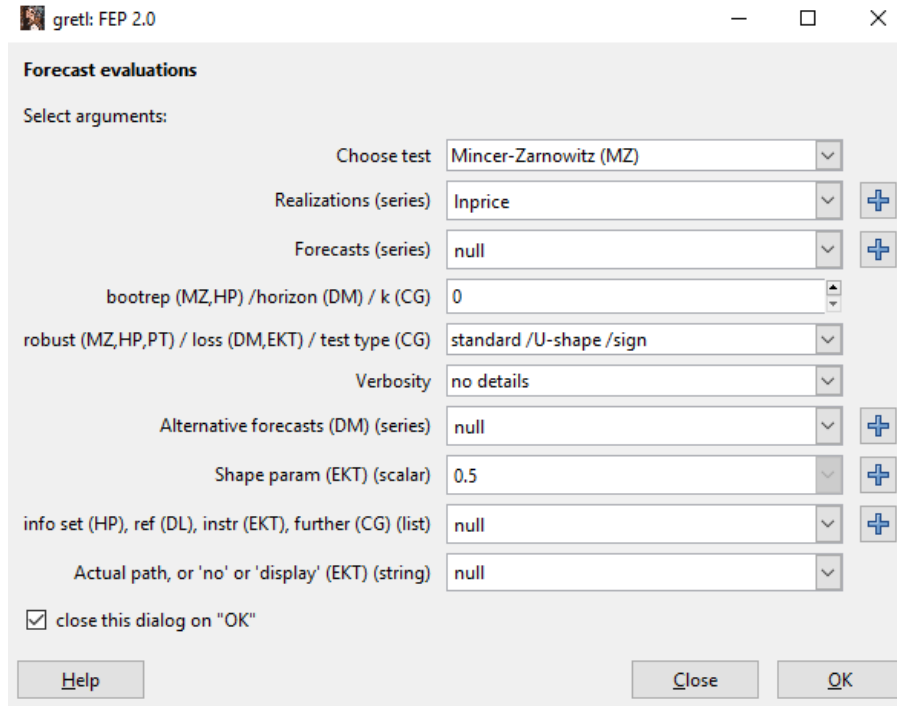 gretl: FEP 2.0
Forecast evaluations
Select arguments:
Choose test Mincer-Zarnowitz (MZ)
Realizations (series) lnprice
Forecasts (series) null
bootrep (MZ,HP) /horizon (DM) / k (CG) 0
robust (MZ,HP,PT) / loss (DM,EKT) / test type (CG) standard /U-shape /sign
Verbosity no details
Alternative forecasts (DM) (series) null
Shape param (EKT) (scalar) 0.5
info set (HP), ref (DL), instr (EKT), further (CG) (list) null
Actual path, or 'no' or 'display' (EKT) (string) null
close this dialog on "OK"
Help Close OK